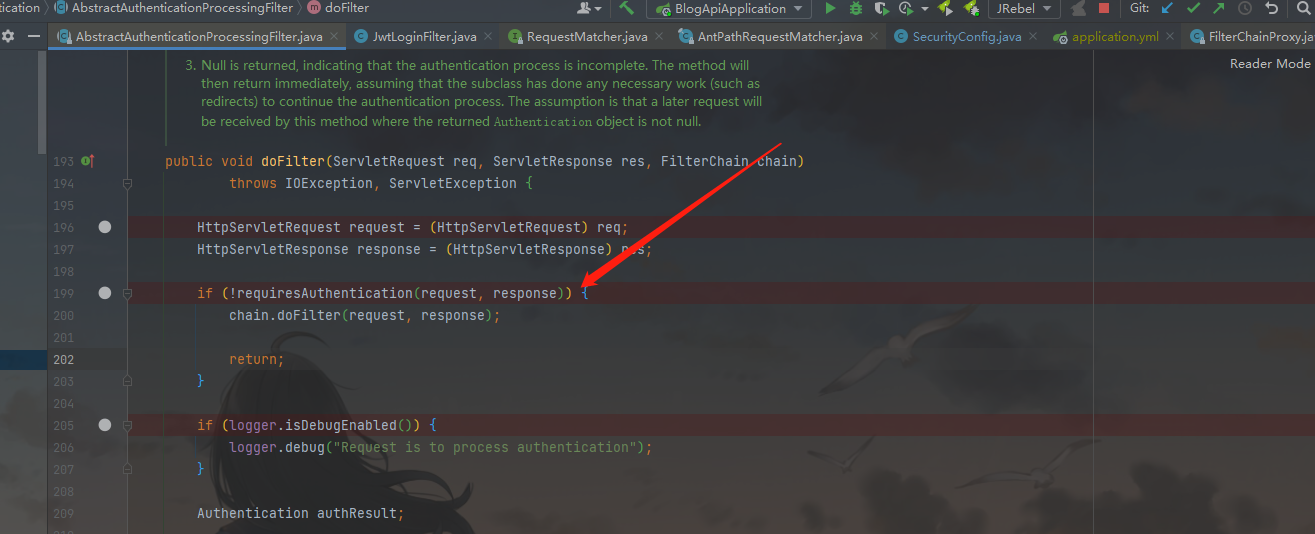 tication
AbstractAuthenticationProcessingFilter
doFilter
BlogApiApplication
JRebel
Git:
AbstractAuthenticationProcessingFilter.java
JwtLoginFilter.java
RequestMatcher.java
AntPathRequestMatcher.java
SecurityConfig.java
application.yml
FilterChainProxy.ja
Reader Mode
3. Null is returned, indicating that the authentication process is incomplete. The method will
then return immediately, assuming that the subclass has done any necessary work (such as
redirects) to continue the authentication process. The assumption is that a later request will
be received by this method where the returned Authentication object is not null.
193 public void doFilter(ServletRequest req, ServletResponse res, FilterChain chain)
194 throws IOException, ServletException {
195
196 HttpServletRequest request = (HttpServletRequest) req;
197 HttpServletResponse response = (HttpServletResponse) res;
198
199 if (!requiresAuthentication(request, response)) {
200 chain.doFilter(request, response);
201
202 return;
203 }
204
205 if (logger.isDebugEnabled()) {
206 logger.debug("Request is to process authentication");
207 }
208
209 Authentication authResult;